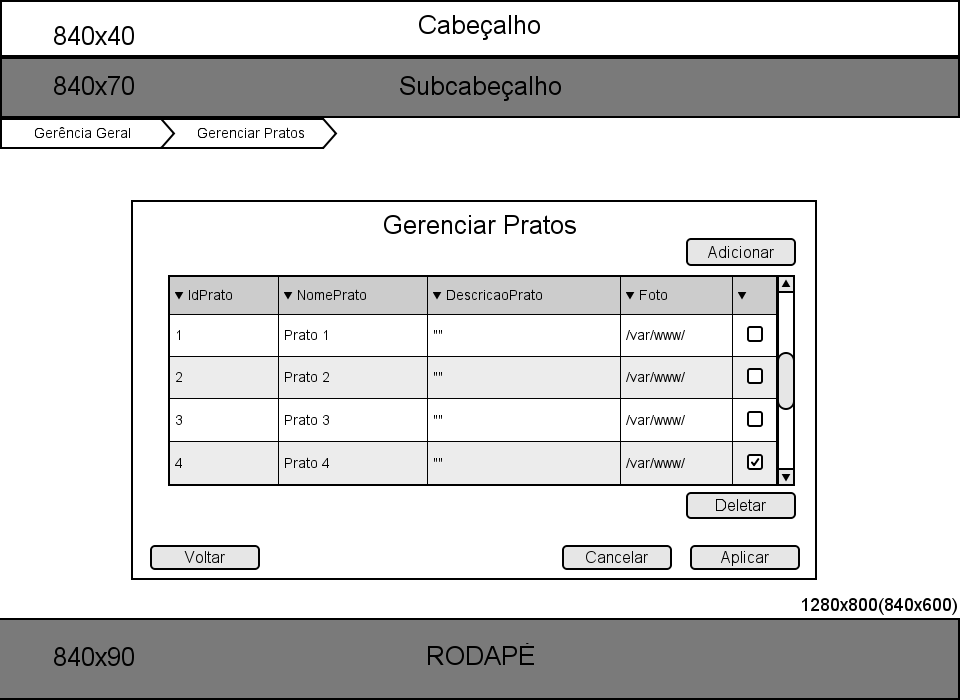 840x40 Cabeçalho
840x70 Subcabeçalho
Gerência Geral Gerenciar Pratos
Gerenciar Pratos
Adicionar
▼ IdPrato ▼ NomePrato ▼ DescricaoPrato ▼ Foto ▼
1 Prato 1 "" /var/www/
2 Prato 2 "" /var/www/
3 Prato 3 "" /var/www/
4 Prato 4 "" /var/www/
Deletar
Voltar Cancelar Aplicar
1280x800(840x600)
840x90 RODAPÉ